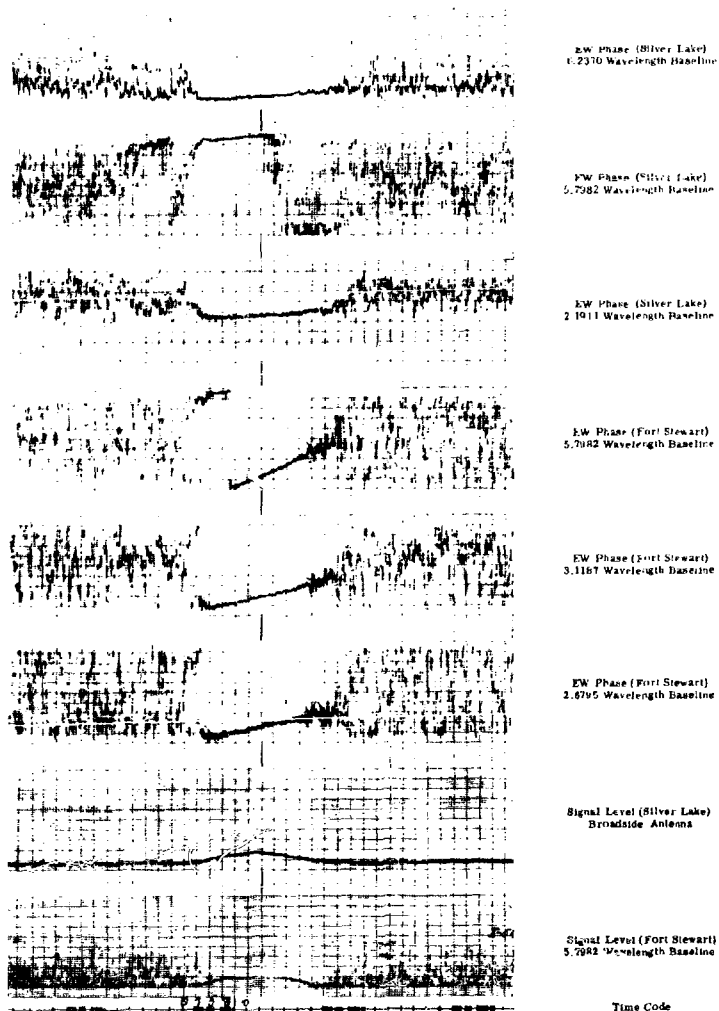 EW Phase (Silver Lake)
0.2370 Wavelength Baseline
EW Phase (Silver Lake)
5.7982 Wavelength Baseline
EW Phase (Silver Lake)
2.1911 Wavelength Baseline
EW Phase (Fort Stewart)
5.7982 Wavelength Baseline
EW Phase (Fort Stewart)
3.1187 Wavelength Baseline
EW Phase (Fort Stewart)
2.6795 Wavelength Baseline
Signal Level (Silver Lake)
Broadside Antenna
Signal Level (Fort Stewart)
5.7982 Wavelength Baseline
Time Code